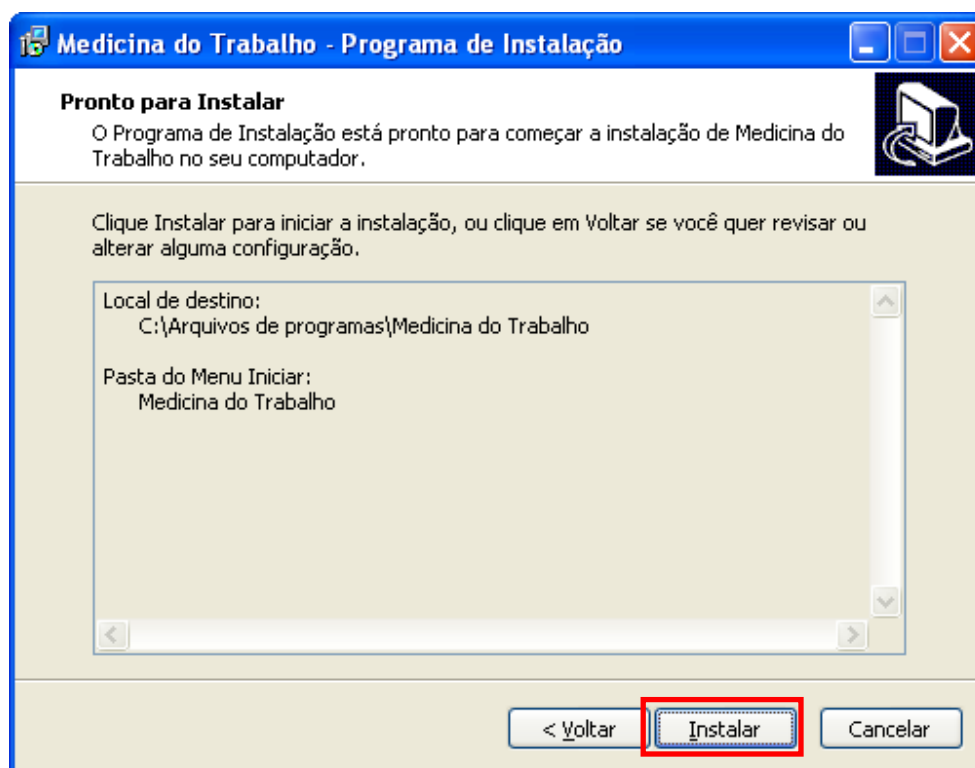 Medicina do Trabalho - Programa de Instalação
Pronto para Instalar
O Programa de Instalação está pronto para começar a instalação de Medicina do
Trabalho no seu computador.
Clique Instalar para iniciar a instalação, ou clique em Voltar se você quer revisar ou
alterar alguma configuração.
Local de destino:
C:\Arquivos de programas\Medicina do Trabalho
Pasta do Menu Iniciar:
Medicina do Trabalho
< Voltar
Instalar
Cancelar